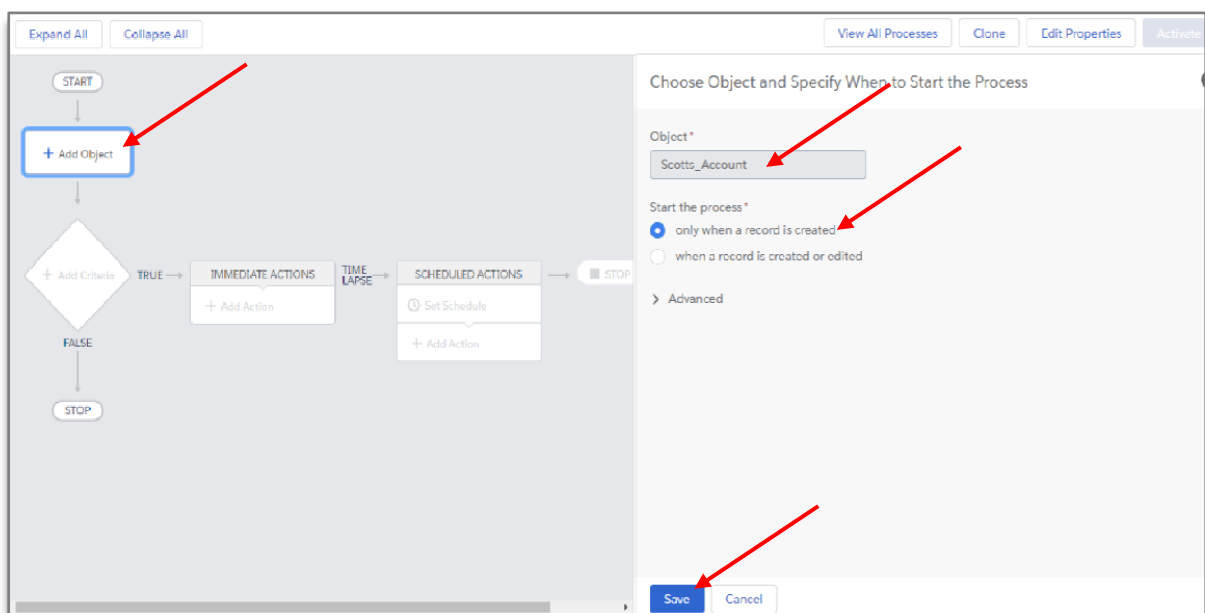 Expand All
Collapse All
View All Processes
Clone
Edit Properties
Activate
START
+ Add Object
+ Add Criteria
TRUE
IMMEDIATE ACTIONS
+ Add Action
TIME
LAPSE
SCHEDULED ACTIONS
Set Schedule
+ Add Action
STOP
FALSE
STOP
Choose Object and Specify When to Start the Process
Object*
Scotts_Account
Start the process*
only when a record is created
when a record is created or edited
Advanced
Save
Cancel